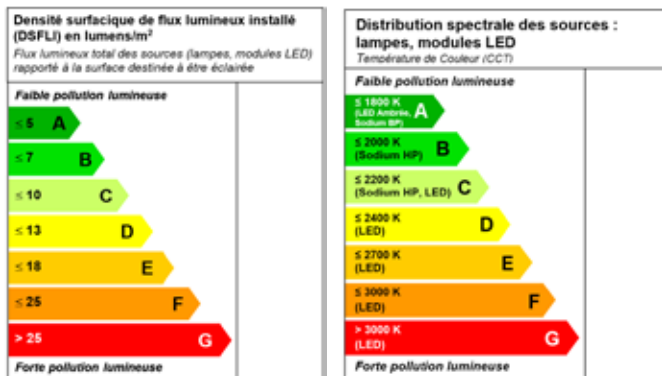 Densité surfacique de flux lumineux installé
(DSFLI) en lumens/m²
Flux lumineux total des sources (lampes, modules LED)
rapporté à la surface destinée à être éclairée
Faible pollution lumineuse
≤ 5 A
≤ 7 B
≤ 10 C
≤ 13 D
≤ 18 E
≤ 25 F
> 25 G
Forte pollution lumineuse
Distribution spectrale des sources :
lampes, modules LED
Température de Couleur (CCT)
Faible pollution lumineuse
≤ 1800 K
(LED Ambrée, A
Sodium BP)
≤ 2000 K
(Sodium HP) B
≤ 2200 K
(Sodium HP, LED) C
≤ 2400 K
(LED) D
≤ 2700 K
(LED) E
≤ 3000 K
(LED) F
> 3000 K
(LED) G
Forte pollution lumineuse